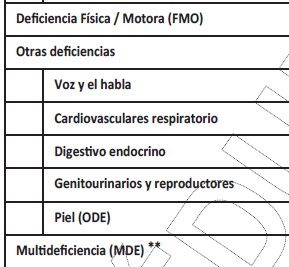 Deficiencia Física / Motora (FMO)
Otras deficiencias
Voz y el habla
Cardiovasculares respiratorio
Digestivo endocrino
Genitourinarios y reproductores
Piel (ODE)
Multideficiencia (MDE) **